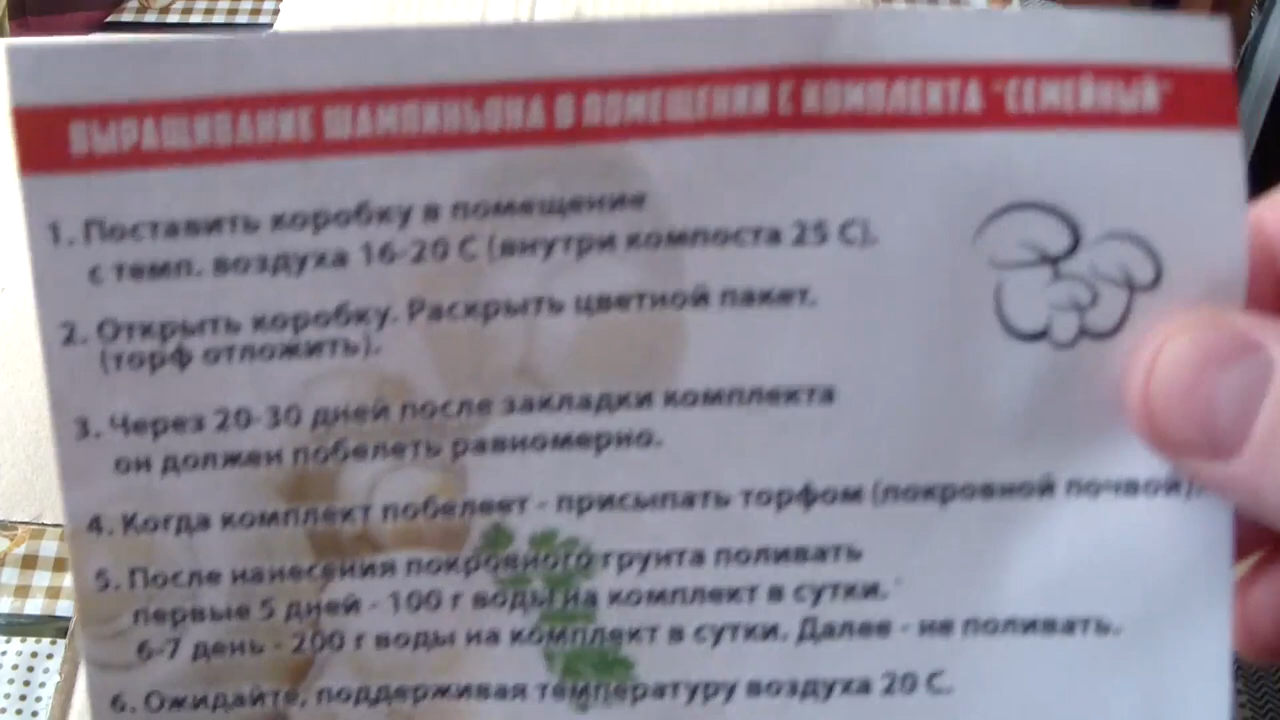 ВЫРАЩИВАНИЕ ШАМПИНЬОНА В ПОМЕЩЕНИИ С КОМПЛЕКТА "СЕМЕЙНЫЙ"
1. Поставить коробку в помещение
с темп. воздуха 16-20 С (внутри компоста 25 С).
2. Открыть коробку. Раскрыть цветной пакет.
(торф отложить).
3. Через 20-30 дней после закладки комплекта
он должен побелеть равномерно.
4. Когда комплект побелеет - присыпать торфом (покровной почвой).
5. После нанесения покровного грунта поливать
первые 5 дней - 100 г воды на комплект в сутки.
6-7 день - 200 г воды на комплект в сутки. Далее - не поливать.
6. Ожидайте, поддерживая температуру воздуха 20 С.